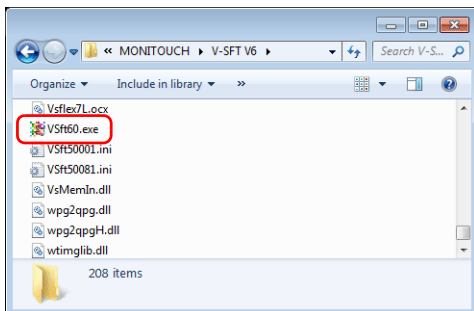 « MONITOUCH ▸ V-SFT V6 ▸ Search V-S...
Organize ▾ Include in library ▾ »
Vsflex7L.ocx
VSft60.exe
VSft50001.ini
VSft50081.ini
VsMemIn.dll
wpg2qpg.dll
wpg2qpgH.dll
wtimglib.dll
208 items